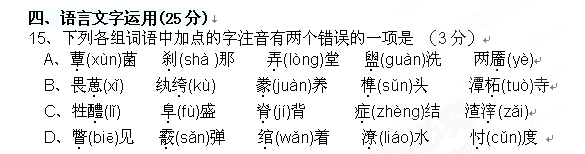 四、语言文字运用(25分)
15、下列各组词语中加点的字注音有两个错误的一项是 (3分)
A、蕈(xùn)菌 刹(shà)那 弄(lòng)堂 盥(guàn)洗 两靥(yè)
B、畏葸(xǐ) 纨绔(kù) 豢(juàn)养 榫(sǔn)头 潭柘(tuò)寺
C、牲醴(lǐ) 阜(fù)盛 脊(jí)背 症(zhèng)结 渣滓(zǎi)
D、瞥(biē)见 霰(sǎn)弹 绾(wǎn)着 潦(liáo)水 忖(cǔn)度